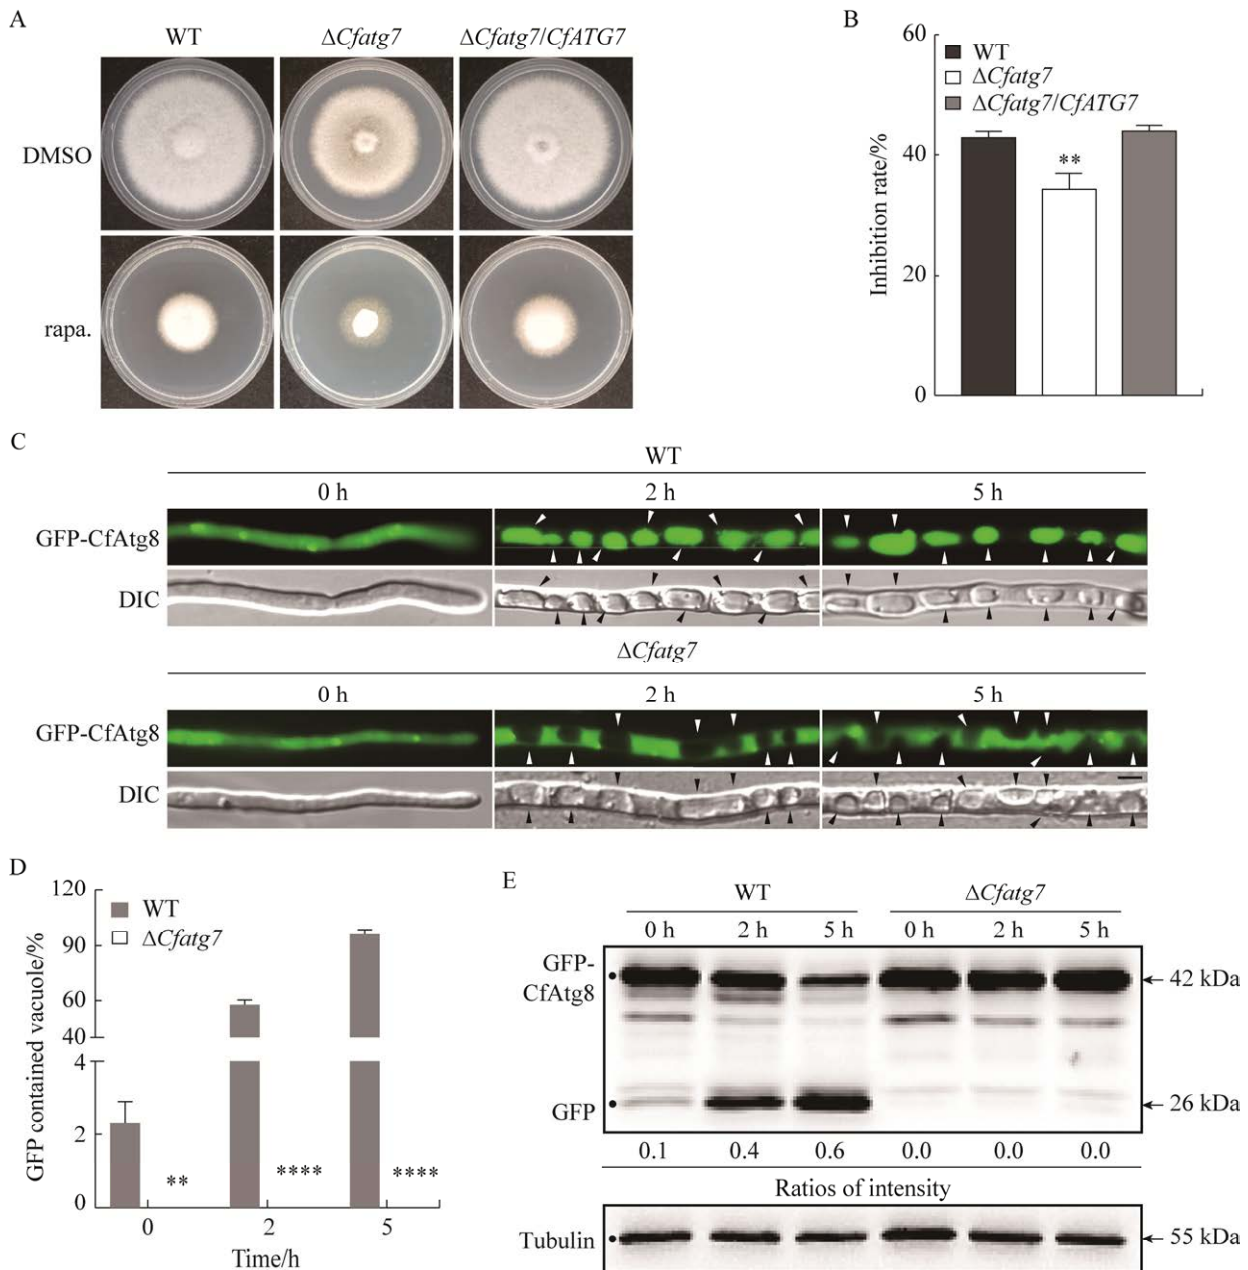 A
WT
ΔCfatg7
ΔCfatg7/CfATG7
DMSO
rapa.
B
60
40
20
0
Inhibition rate/%
WT
ΔCfatg7
ΔCfatg7/CfATG7
**
C
WT
0 h
2 h
5 h
GFP-CfAtg8
DIC
ΔCfatg7
0 h
2 h
5 h
GFP-CfAtg8
DIC
D
120
90
60
40
4
2
0
GFP contained vacuole/%
WT
ΔCfatg7
**
****
****
0
2
5
Time/h
E
WT
ΔCfatg7
0 h
2 h
5 h
0 h
2 h
5 h
GFP-
CfAtg8
42 kDa
GFP
26 kDa
0.1
0.4
0.6
0.0
0.0
0.0
Ratios of intensity
Tubulin
55 kDa